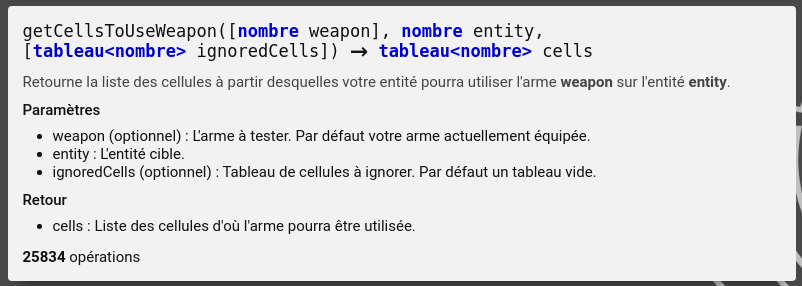 getCellsToUseWeapon([nombre weapon], nombre entity,
[tableau<nombre> ignoredCells]) → tableau<nombre> cells
Retourne la liste des cellules à partir desquelles votre entité pourra utiliser l'arme weapon sur l'entité entity.
Paramètres
• weapon (optionnel) : L'arme à tester. Par défaut votre arme actuellement équipée.
• entity : L'entité cible.
• ignoredCells (optionnel) : Tableau de cellules à ignorer. Par défaut un tableau vide.
Retour
• cells : Liste des cellules d'où l'arme pourra être utilisée.
25834 opérations